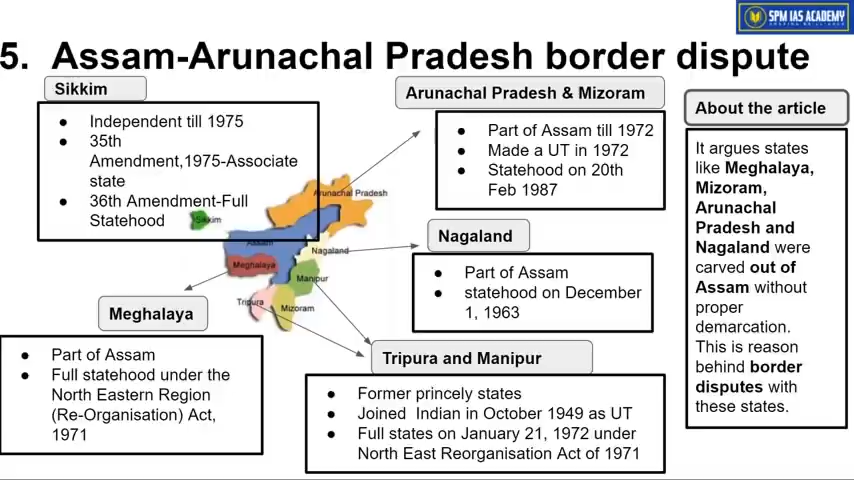 SPM IAS ACADEMY
5. Assam-Arunachal Pradesh border dispute
Sikkim
● Independent till 1975
● 35th
Amendment,1975-Associate
state
● 36th Amendment-Full
Statehood
Arunachal Pradesh & Mizoram
● Part of Assam till 1972
● Made a UT in 1972
● Statehood on 20th
Feb 1987
About the article
It argues states
like Meghalaya,
Mizoram,
Arunachal
Pradesh and
Nagaland were
carved out of
Assam without
proper
demarcation.
This is reason
behind border
disputes with
these states.
Arunachal Pradesh
Sikkim
Assam
Nagaland
Meghalaya
Manipur
Tripura
Mizoram
Nagaland
● Part of Assam
● statehood on December
1, 1963
Meghalaya
● Part of Assam
● Full statehood under the
North Eastern Region
(Re-Organisation) Act,
1971
Tripura and Manipur
● Former princely states
● Joined Indian in October 1949 as UT
● Full states on January 21, 1972 under
North East Reorganisation Act of 1971